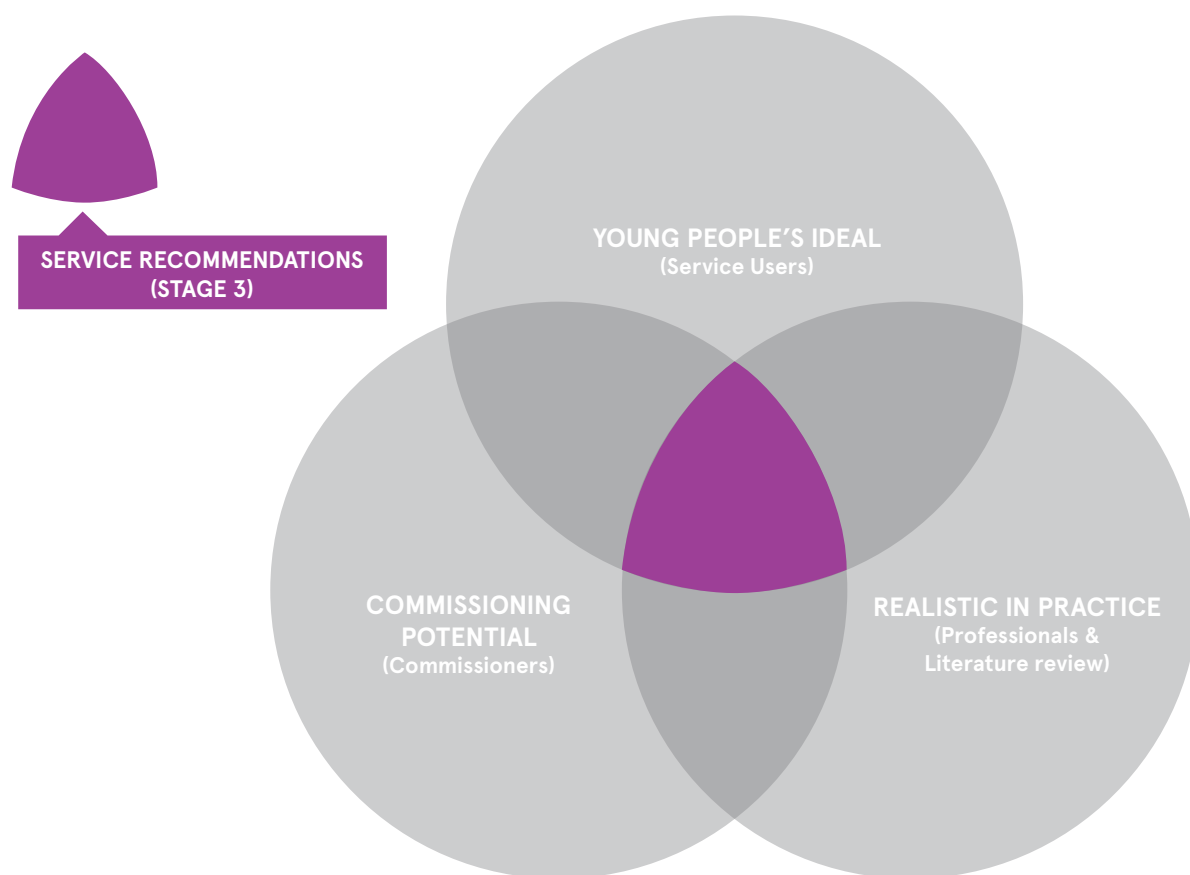 SERVICE RECOMMENDATIONS
(STAGE 3)
YOUNG PEOPLE’S IDEAL
(Service Users)
COMMISSIONING
POTENTIAL
(Commissioners)
REALISTIC IN PRACTICE
(Professionals &
Literature review)